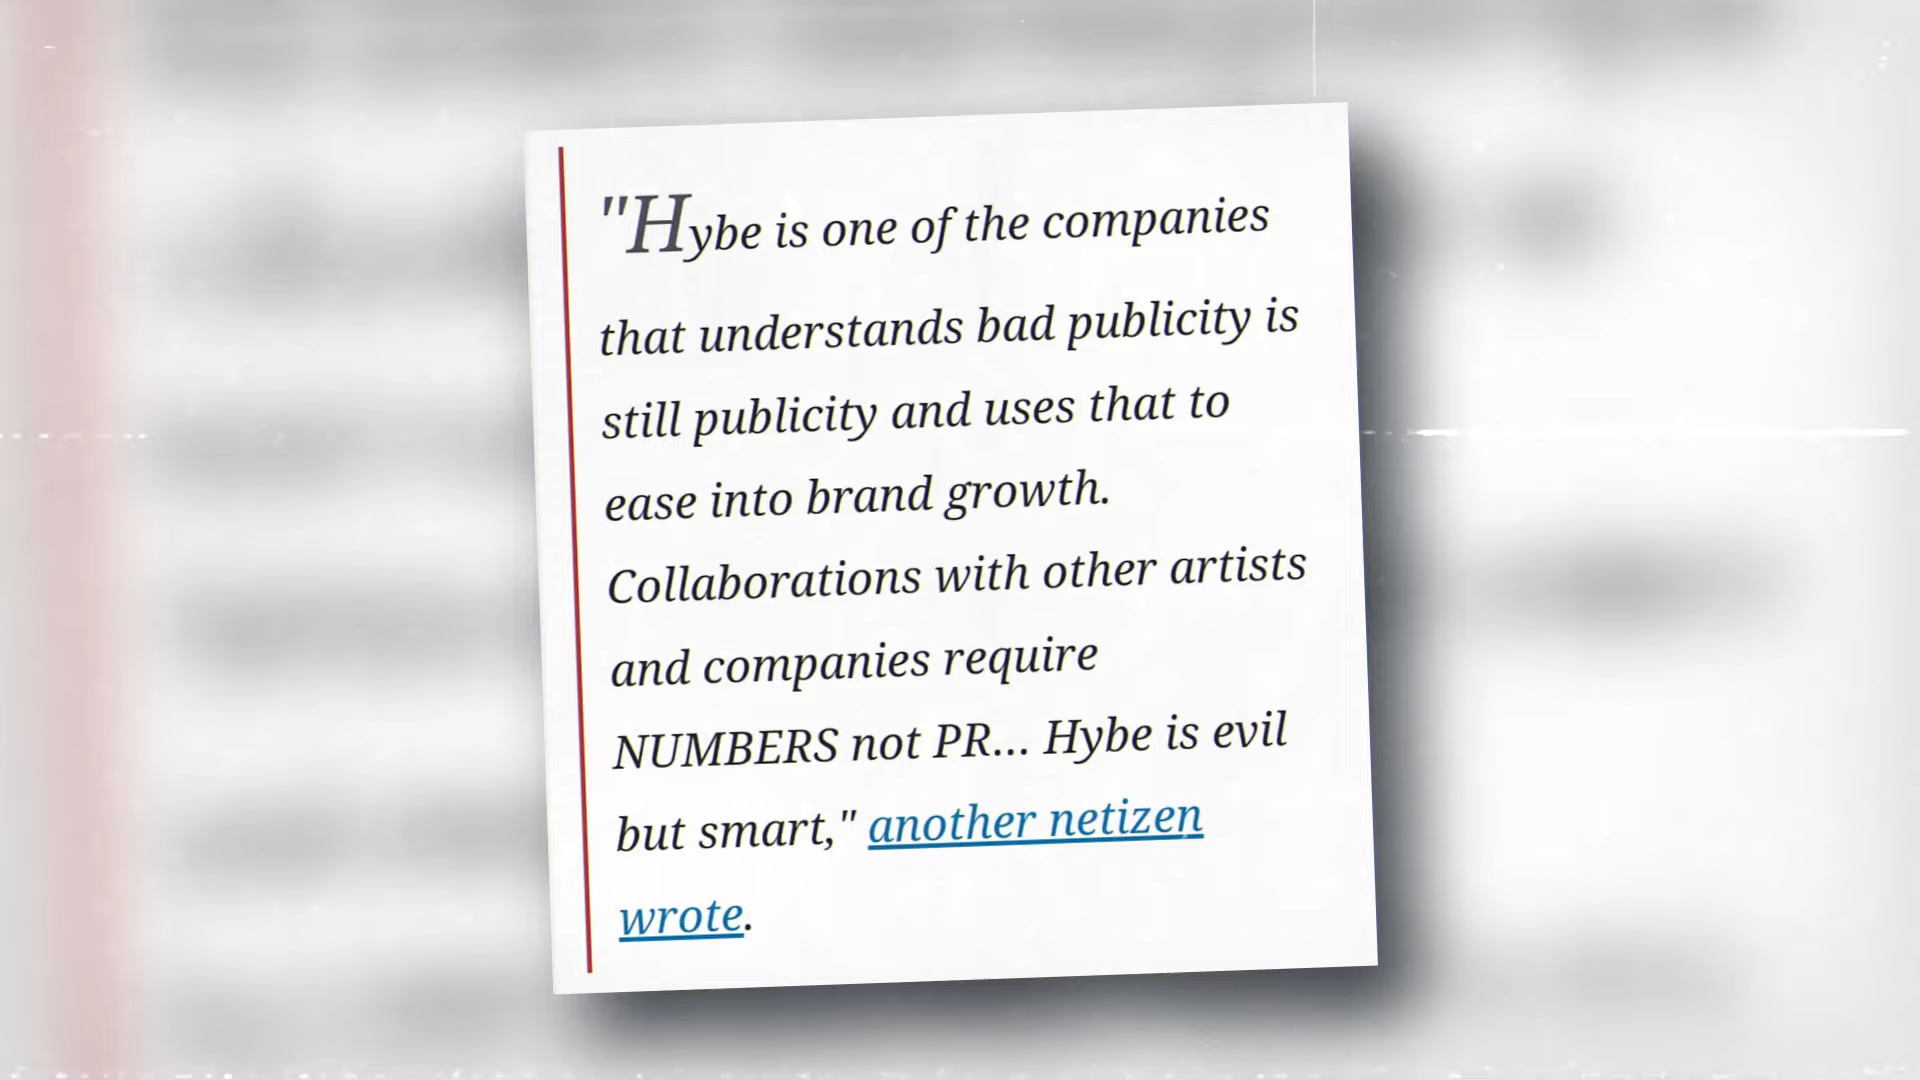 "Hybe is one of the companies
that understands bad publicity is
still publicity and uses that to
ease into brand growth.
Collaborations with other artists
and companies require
NUMBERS not PR... Hybe is evil
but smart," another netizen
wrote.